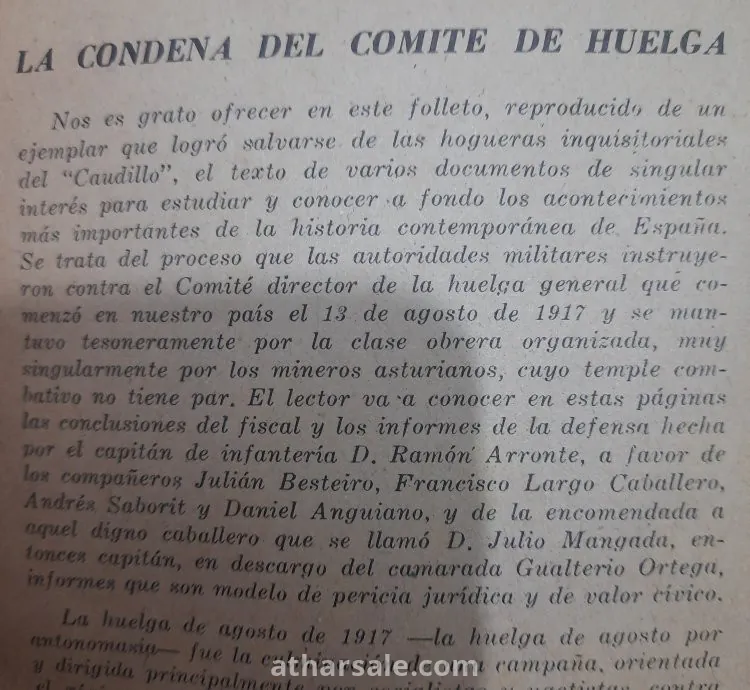 LA CONDENA DEL COMITE DE HUELGA
Nos es grato ofrecer en este folleto, reproducido de un
ejemplar que logró salvarse de las hogueras inquisitoriales
del "Caudillo", el texto de varios documentos de singular
interés para estudiar y conocer a fondo los acontecimientos
más importantes de la historia contemporánea de España.
Se trata del proceso que las autoridades militares instruye-
ron contra el Comité director de la huelga general que co-
menzó en nuestro país el 13 de agosto de 1917 y se man-
tuvo tesoneramente por la clase obrera organizada, muy
singularmente por los mineros asturianos, cuyo temple com-
bativo no tiene par. El lector va a conocer en estas páginas
las conclusiones del fiscal y los informes de la defensa hecha
por el capitán de infantería D. Ramón Arronte, a favor de
los compañeros Julián Besteiro, Francisco Largo Caballero,
Andrés Saborit y Daniel Anguiano, y de la encomendada a
aquel digno caballero que se llamó D. Julio Mangada, en-
tonces capitán, en descargo del camarada Gualterio Ortega,
informes que son modelo de pericia jurídica y de valor cívico.
La huelga de agosto de 1917 —la huelga de agosto por
antonomasia— fue la campaña, orientada
y dirigida principalmente por socialistas y contra
atharsale.com